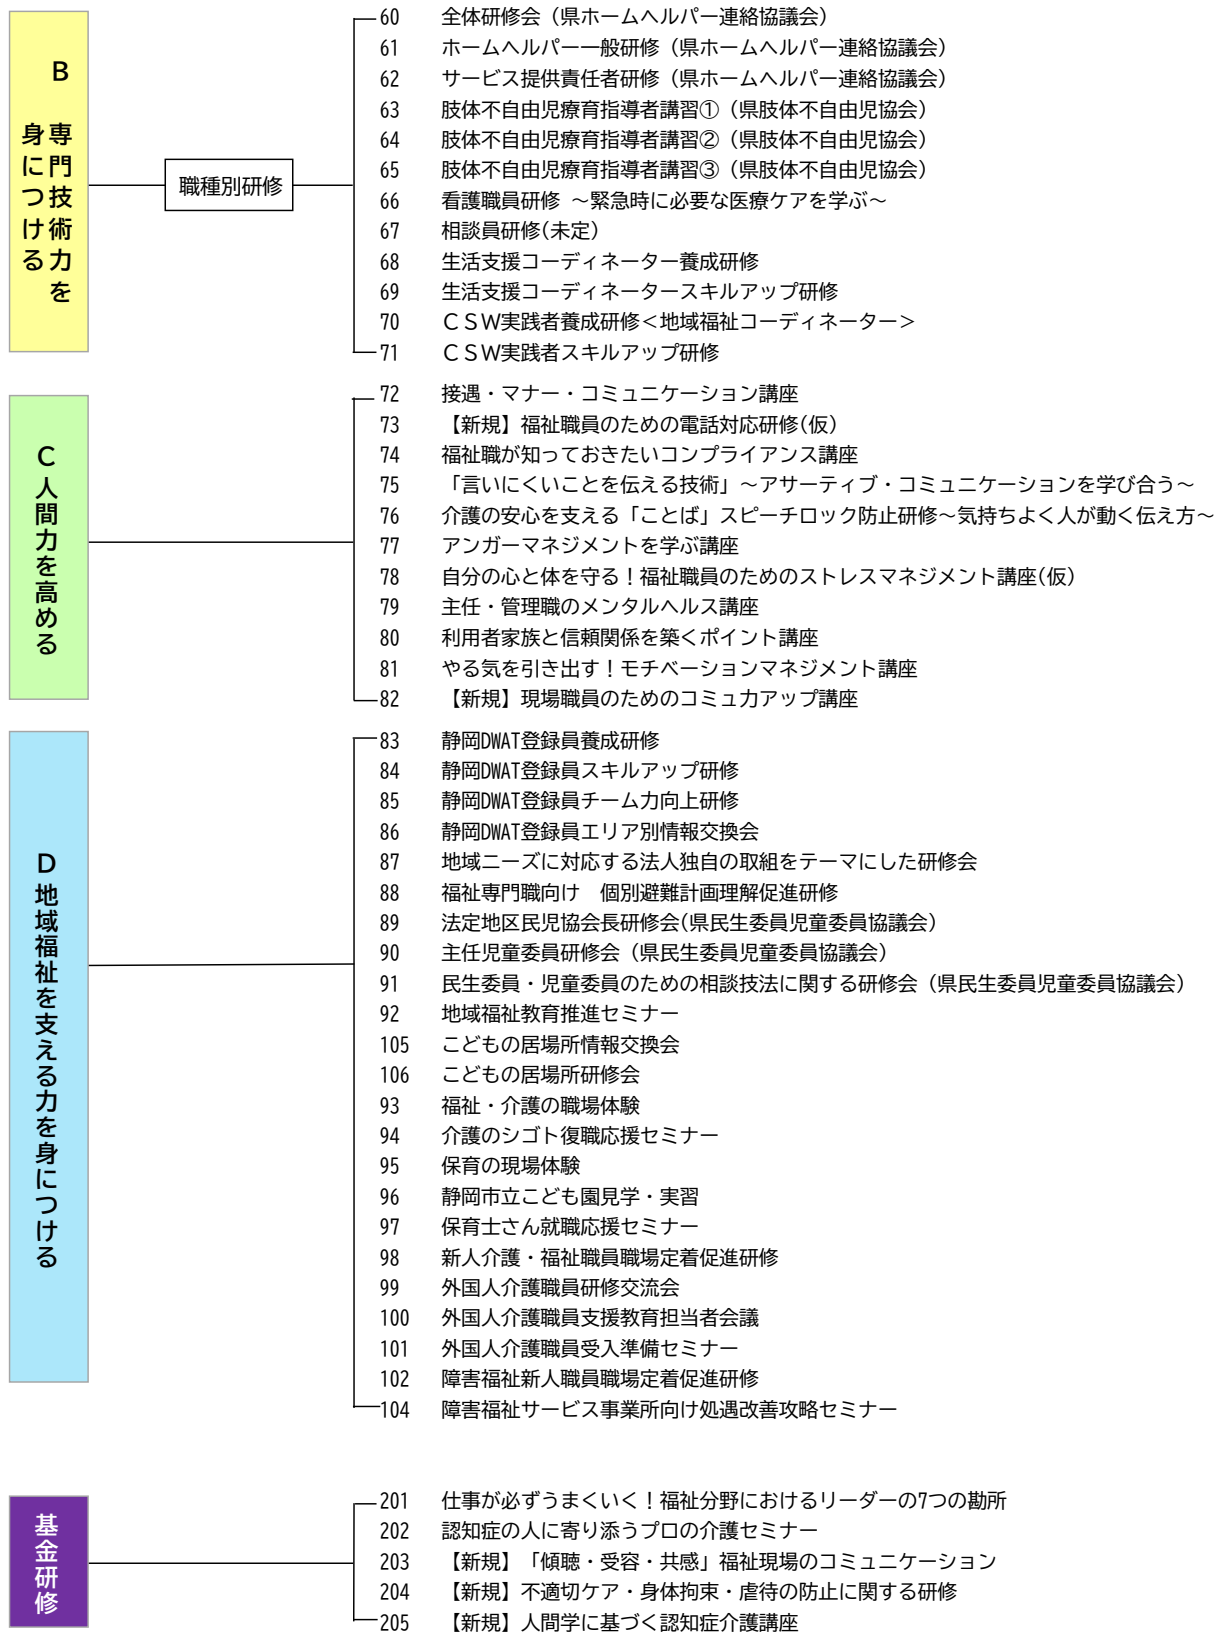 B 専門技術力を
身につける
職種別研修
60 全体研修会（県ホームヘルパー連絡協議会）
61 ホームヘルパー一般研修（県ホームヘルパー連絡協議会）
62 サービス提供責任者研修（県ホームヘルパー連絡協議会）
63 肢体不自由児療育指導者講習①（県肢体不自由児協会）
64 肢体不自由児療育指導者講習②（県肢体不自由児協会）
65 肢体不自由児療育指導者講習③（県肢体不自由児協会）
66 看護職員研修 ～緊急時に必要な医療ケアを学ぶ～
67 相談員研修(未定)
68 生活支援コーディネーター養成研修
69 生活支援コーディネータースキルアップ研修
70 ＣＳＷ実践者養成研修＜地域福祉コーディネーター＞
71 ＣＳＷ実践者スキルアップ研修
C 人間力を高める
72 接遇・マナー・コミュニケーション講座
73 【新規】福祉職員のための電話対応研修(仮)
74 福祉職が知っておきたいコンプライアンス講座
75 「言いにくいことを伝える技術」～アサーティブ・コミュニケーションを学び合う～
76 介護の安心を支える「ことば」スピーチロック防止研修～気持ちよく人が動く伝え方～
77 アンガーマネジメントを学ぶ講座
78 自分の心と体を守る！福祉職員のためのストレスマネジメント講座(仮)
79 主任・管理職のメンタルヘルス講座
80 利用者家族と信頼関係を築くポイント講座
81 やる気を引き出す！モチベーションマネジメント講座
82 【新規】現場職員のためのコミュ力アップ講座
D 地域福祉を支える力を身につける
83 静岡DWAT登録員養成研修
84 静岡DWAT登録員スキルアップ研修
85 静岡DWAT登録員チーム力向上研修
86 静岡DWAT登録員エリア別情報交換会
87 地域ニーズに対応する法人独自の取組をテーマにした研修会
88 福祉専門職向け　個別避難計画理解促進研修
89 法定地区民児協会長研修会(県民生委員児童委員協議会）
90 主任児童委員研修会（県民生委員児童委員協議会）
91 民生委員・児童委員のための相談技法に関する研修会（県民生委員児童委員協議会）
92 地域福祉教育推進セミナー
105 こどもの居場所情報交換会
106 こどもの居場所研修会
93 福祉・介護の職場体験
94 介護のシゴト復職応援セミナー
95 保育の現場体験
96 静岡市立こども園見学・実習
97 保育士さん就職応援セミナー
98 新人介護・福祉職員職場定着促進研修
99 外国人介護職員研修交流会
100 外国人介護職員支援教育担当者会議
101 外国人介護職員受入準備セミナー
102 障害福祉新人職員職場定着促進研修
104 障害福祉サービス事業所向け処遇改善攻略セミナー
基金研修
201 仕事が必ずうまくいく！福祉分野におけるリーダーの7つの勘所
202 認知症の人に寄り添うプロの介護セミナー
203 【新規】「傾聴・受容・共感」福祉現場のコミュニケーション
204 【新規】不適切ケア・身体拘束・虐待の防止に関する研修
205 【新規】人間学に基づく認知症介護講座